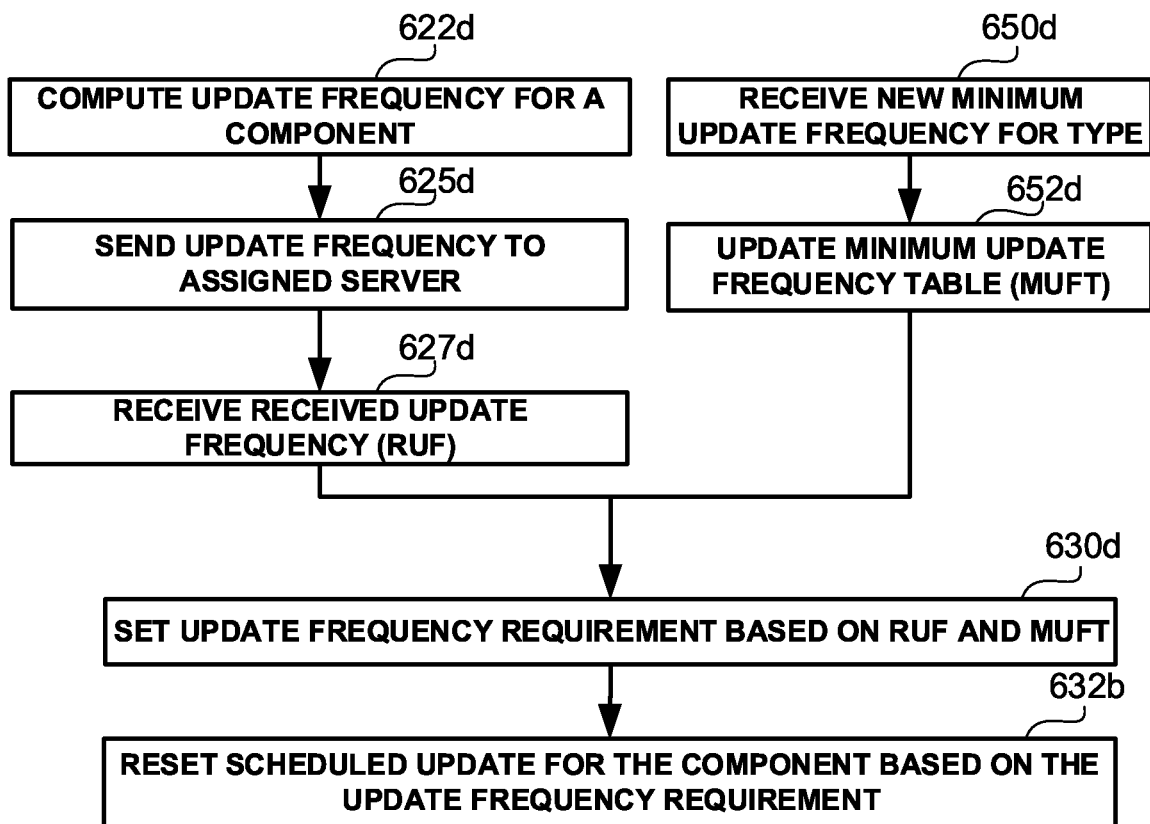 622d
COMPUTE UPDATE FREQUENCY FOR A
COMPONENT
625d
SEND UPDATE FREQUENCY TO
ASSIGNED SERVER
627d
RECEIVE RECEIVED UPDATE
FREQUENCY (RUF)
650d
RECEIVE NEW MINIMUM
UPDATE FREQUENCY FOR TYPE
652d
UPDATE MINIMUM UPDATE
FREQUENCY TABLE (MUFT)
630d
SET UPDATE FREQUENCY REQUIREMENT BASED ON RUF AND MUFT
632b
RESET SCHEDULED UPDATE FOR THE COMPONENT BASED ON THE
UPDATE FREQUENCY REQUIREMENT